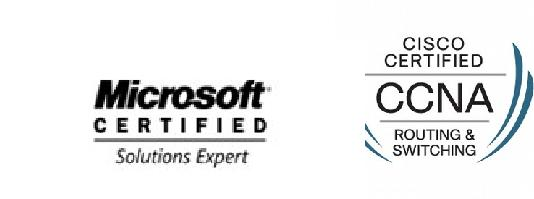 Microsoft
CERTIFIED
Solutions Expert
CISCO
CERTIFIED
CCNA
ROUTING &
SWITCHING